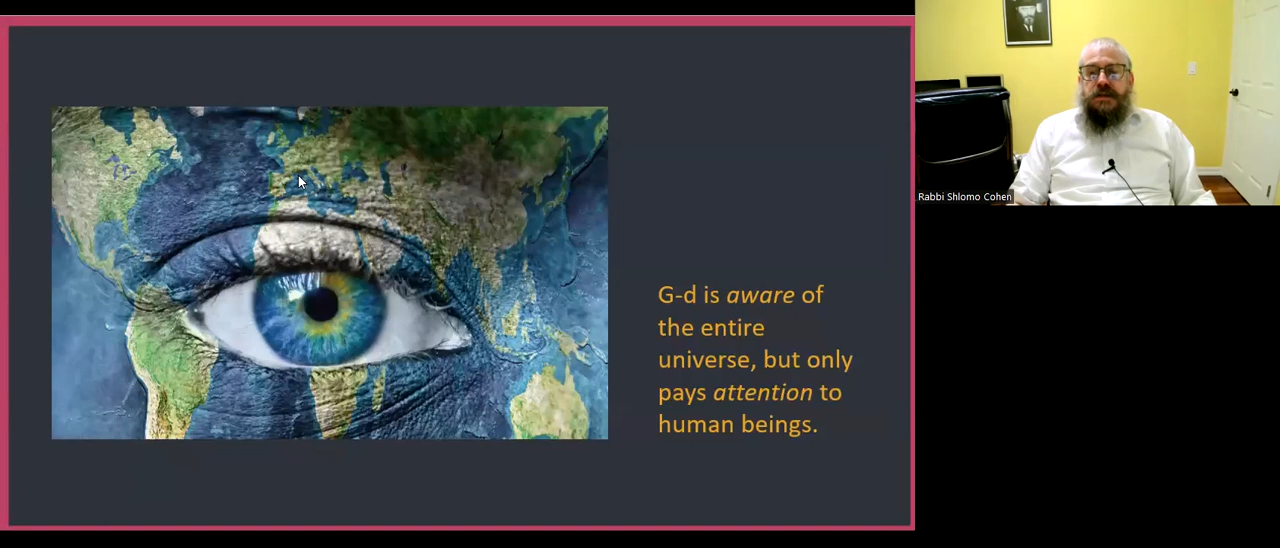 G-d is aware of
the entire
universe, but only
pays attention to
human beings.
Rabbi Shlomo Cohen